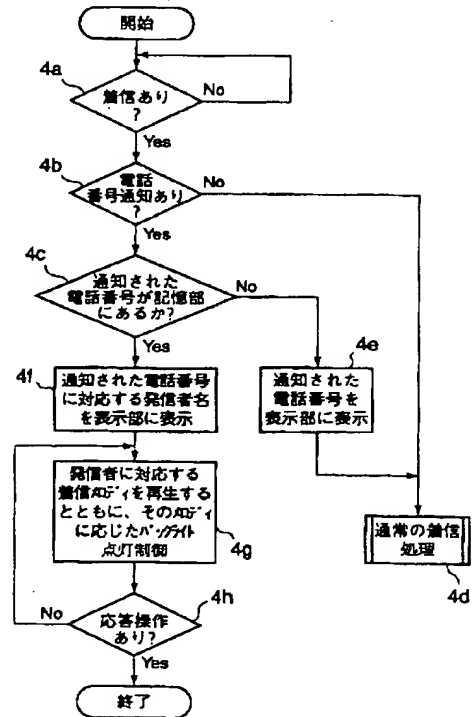 開始
4a
着信あり
?
No
Yes
4b
電話
番号通知あり
?
No
Yes
4c
通知された
電話番号が記憶部
にあるか?
No
Yes
4f
通知された電話番号
に対応する発信者名
を表示部に表示
4e
通知された
電話番号を
表示部に表示
発信者に対応する
着信メロディを再生する
とともに、そのメロディ
に応じたバックライト
点灯制御
4g
通常の着信
処理
4d
4h
応答操作
あり?
No
Yes
終了